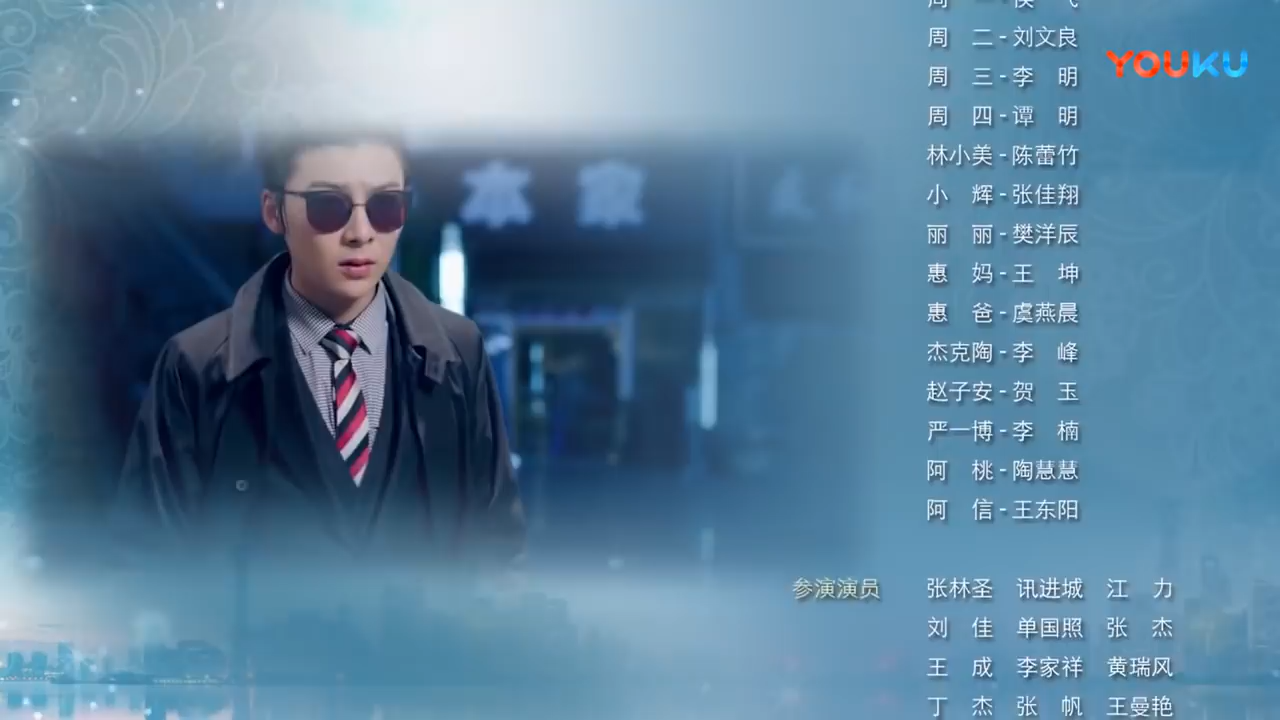 YOUKU
周 二 - 刘文良
周 三 - 李 明
周 四 - 谭 明
林小美 - 陈蕾竹
小 辉 - 张佳翔
丽 丽 - 樊洋辰
惠 妈 - 王 坤
惠 爸 - 虞燕晨
杰克陶 - 李 峰
赵子安 - 贺 玉
严一博 - 李 楠
阿 桃 - 陶慧慧
阿 信 - 王东阳
参演演员 张林圣 讯进城 江 力
刘 佳 单国照 张 杰
王 成 李家祥 黄瑞风
丁 杰 张 帆 王曼艳
本家